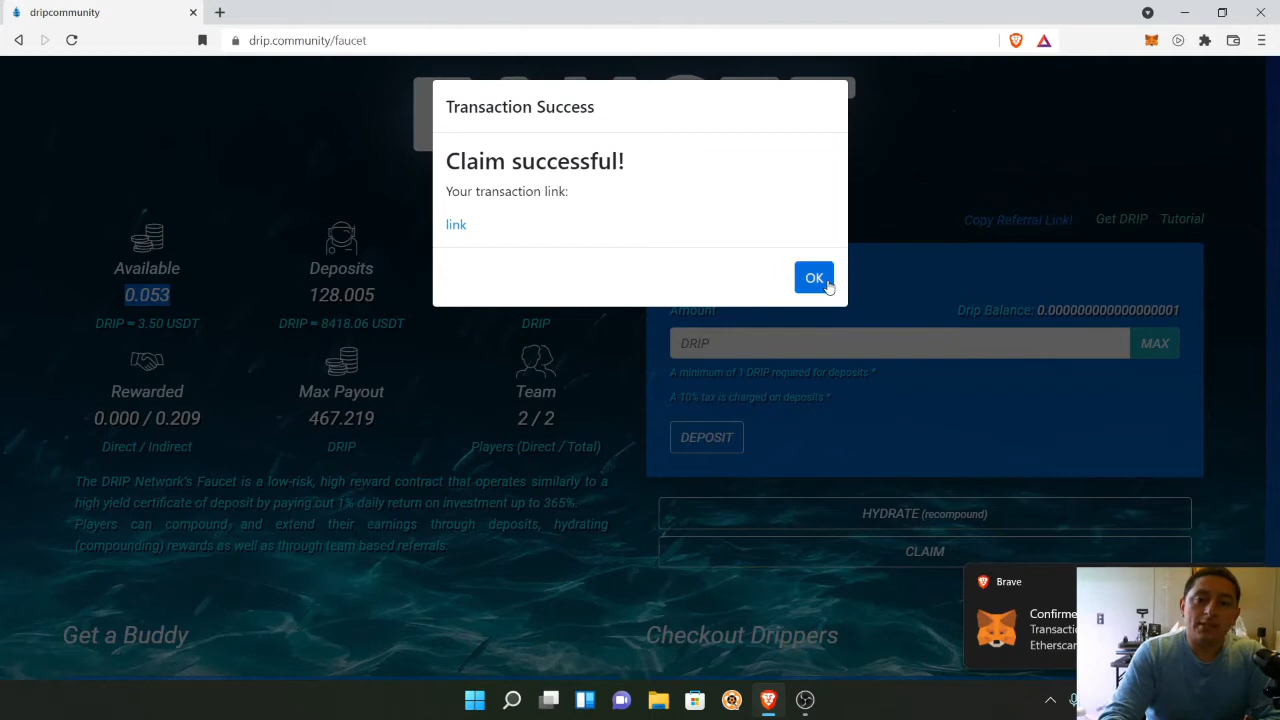 dripcommunity
drip.community/faucet
Transaction Success
Claim successful!
Your transaction link:
link
OK
Copy Referral Link!
Get DRIP
Tutorial
Available
0.053
DRIP ≈ 3.50 USDT
Deposits
128.005
DRIP ≈ 8418.06 USDT
DRIP
Rewarded
0.000 / 0.209
Direct / Indirect
Max Payout
467.219
DRIP
Team
2 / 2
Players (Direct / Total)
Amount
Drip Balance: 0.000000000000000001
DRIP
MAX
A minimum of 1 DRIP required for deposits *
A 10% tax is charged on deposits *
DEPOSIT
The DRIP Network's Faucet is a low-risk, high reward contract that operates similarly to a
high yield certificate of deposit by paying out 1% daily return on investment up to 365%.
Players can compound and extend their earnings through deposits, hydrating
(compounding) rewards as well as through team based referrals.
HYDRATE (recompound)
CLAIM
Get a Buddy
Checkout Drippers
Brave
Confirme
Transactio
Etherscan